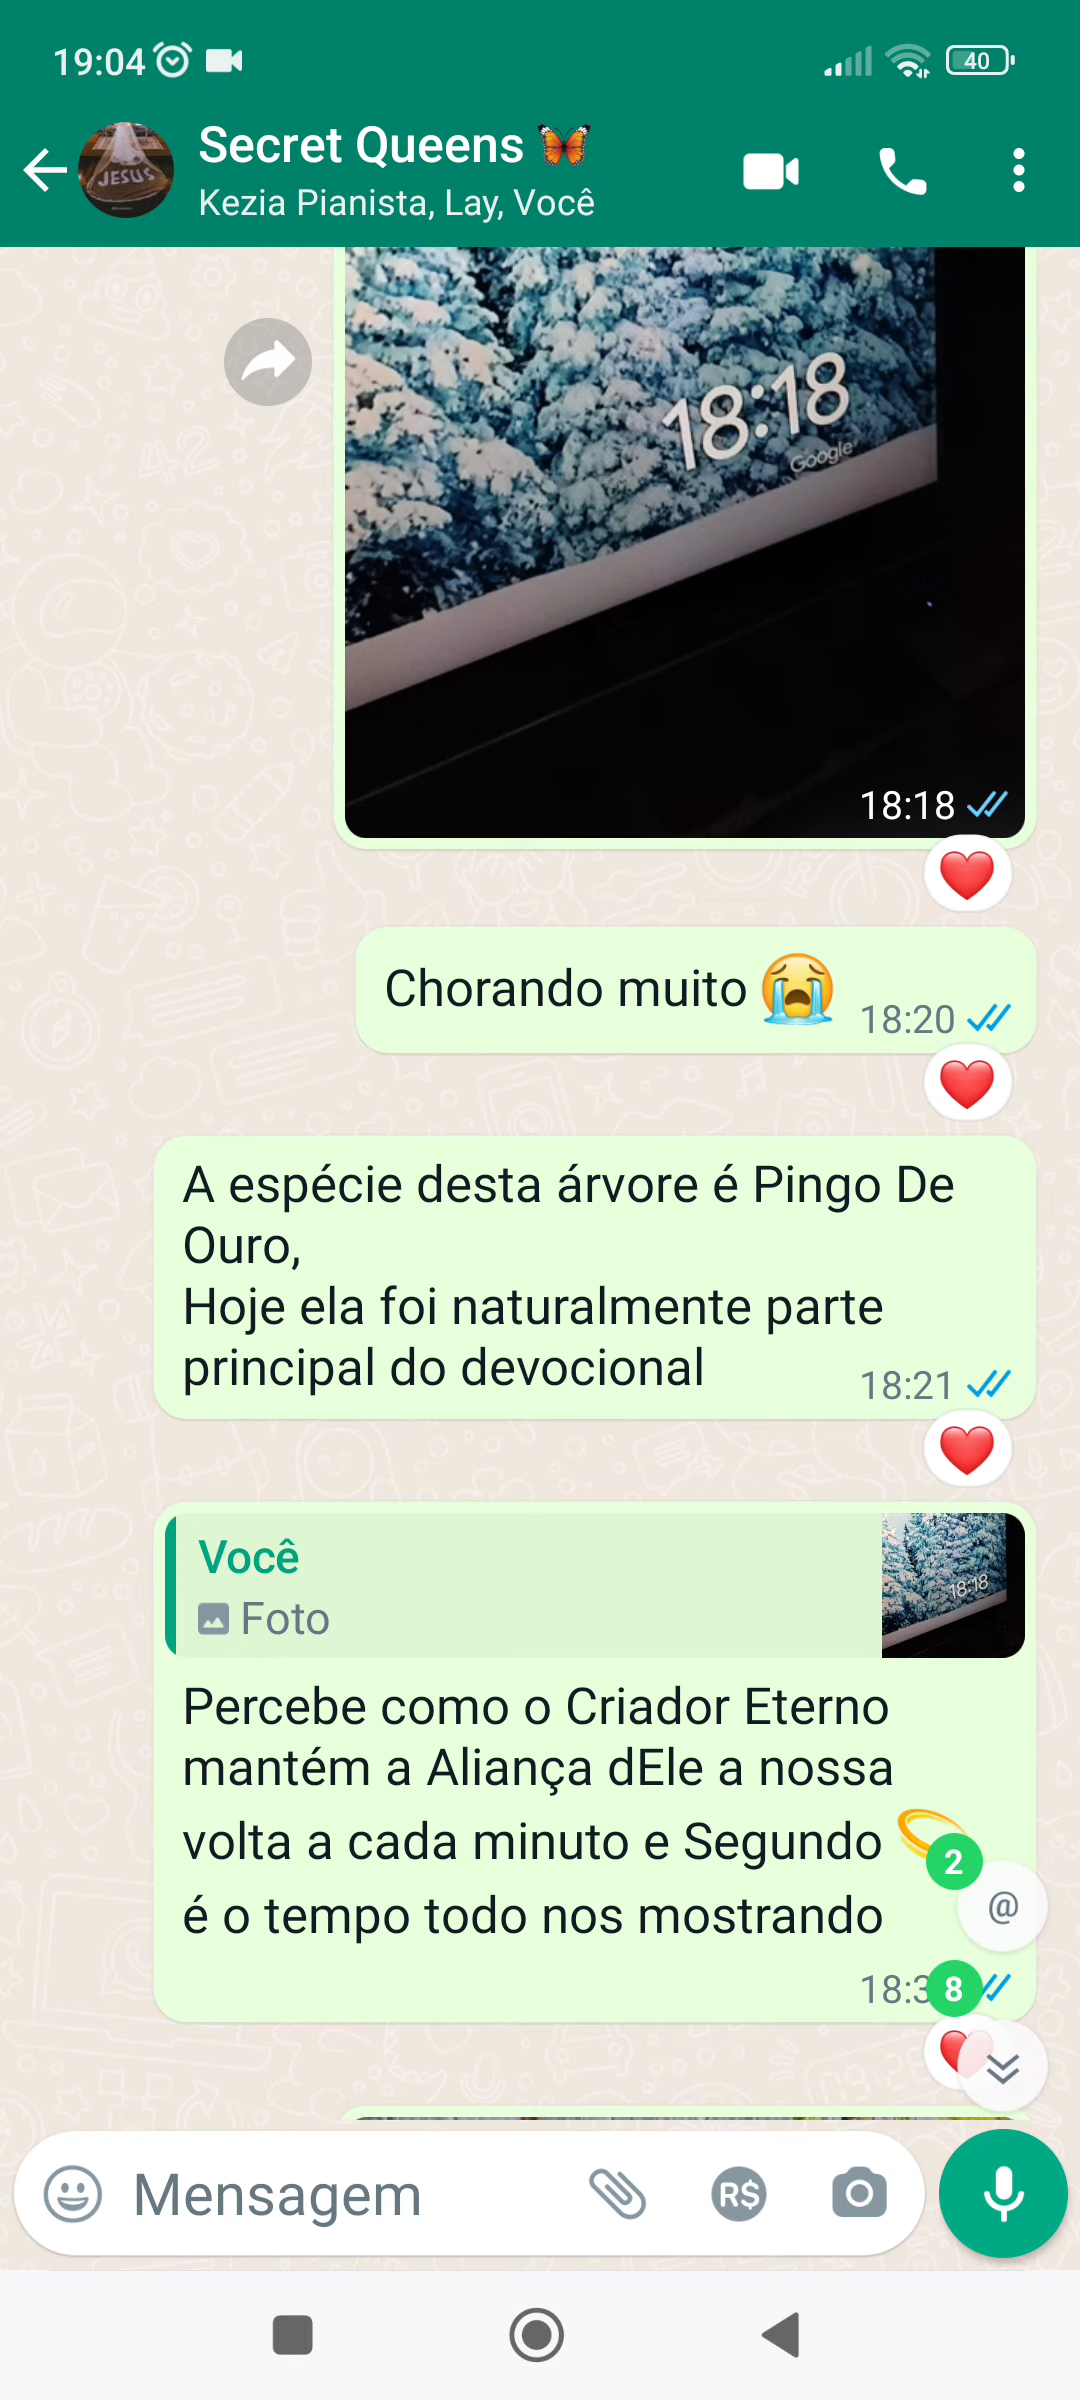 19:04
40
Secret Queens 🦋
JESUS
Kezia Pianista, Lay, Você
18:18
Google
18:18
Chorando muito 😭
18:20
A espécie desta árvore é Pingo De
Ouro,
Hoje ela foi naturalmente parte
principal do devocional
18:21
Você
Foto
18:18
Percebe como o Criador Eterno
mantém a Aliança dEle a nossa
volta a cada minuto e Segundo 💫
2
@
é o tempo todo nos mostrando
8
Mensagem
R$